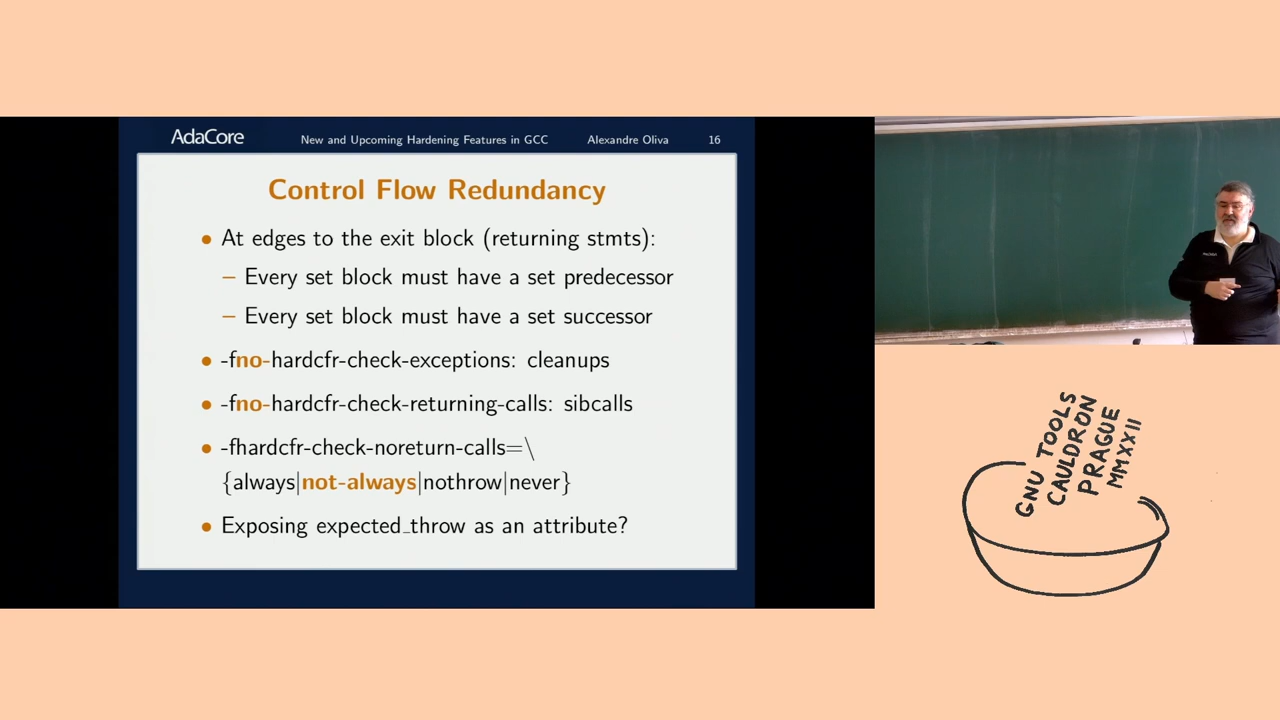 AdaCore New and Upcoming Hardening Features in GCC Alexandre Oliva 16
Control Flow Redundancy
• At edges to the exit block (returning stmts):
– Every set block must have a set predecessor
– Every set block must have a set successor
• -fno-hardcfr-check-exceptions: cleanups
• -fno-hardcfr-check-returning-calls: sibcalls
• -fhardcfr-check-noreturn-calls=\
{always|not-always|nothrow|never}
• Exposing expected_throw as an attribute?
GNU TOOLS
CAULDRON
PRAGUE
MMXXII